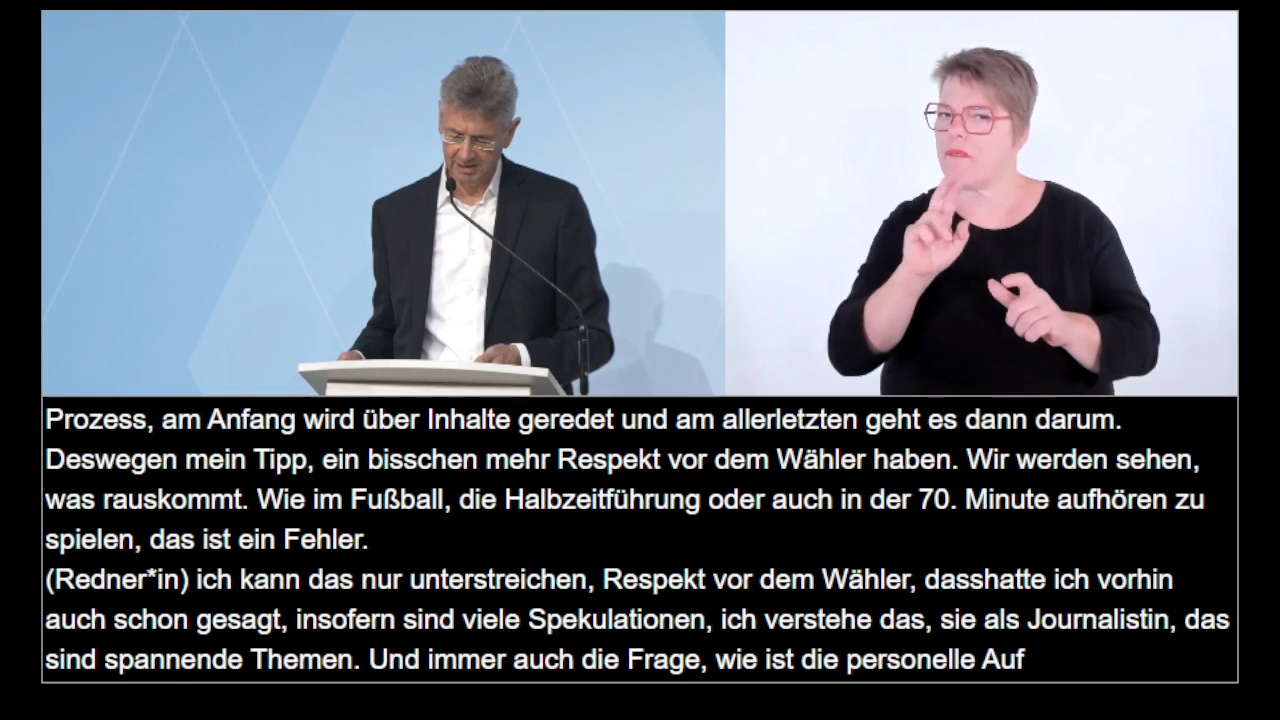 Prozess, am Anfang wird über Inhalte geredet und am allerletzten geht es dann darum.
Deswegen mein Tipp, ein bisschen mehr Respekt vor dem Wähler haben. Wir werden sehen,
was rauskommt. Wie im Fußball, die Halbzeitführung oder auch in der 70. Minute aufhören zu
spielen, das ist ein Fehler.
(Redner*in) ich kann das nur unterstreichen, Respekt vor dem Wähler, dasshatte ich vorhin
auch schon gesagt, insofern sind viele Spekulationen, ich verstehe das, sie als Journalistin, das
sind spannende Themen. Und immer auch die Frage, wie ist die personelle Auf